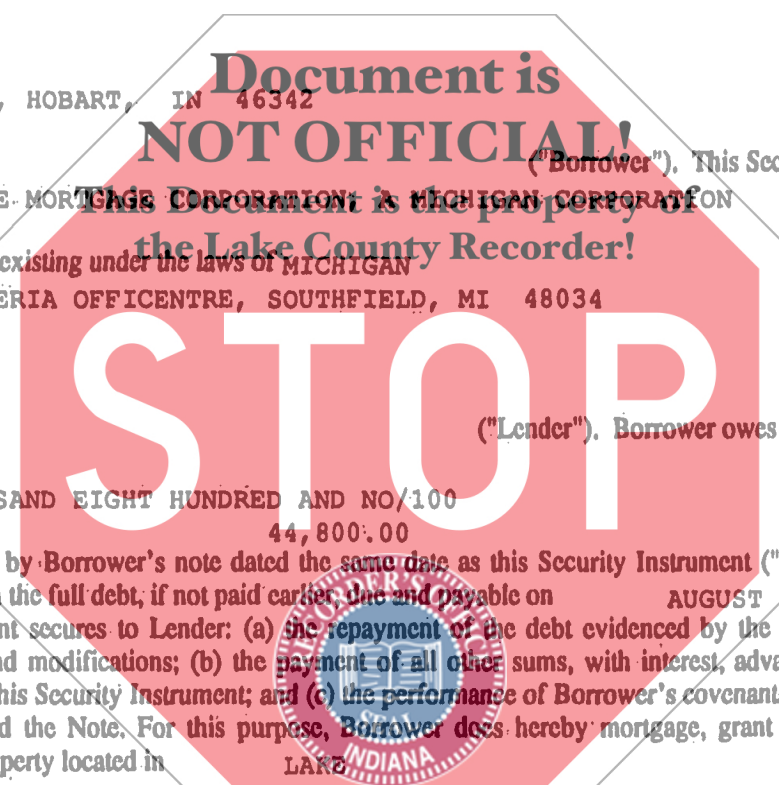 Document is
, HOBART, IN 46342
NOT OFFICIAL!
("Borrower"). This Sec
This Document is the property of
E MORTGAGE CORPORATION, A MICHIGAN CORPORATION
the Lake County Recorder!
existing under the laws of MICHIGAN
ERIA OFFICENTRE, SOUTHFIELD, MI 48034
STOP
("Lender"). Borrower owes
SAND EIGHT HUNDRED AND NO/100
44,800.00
by Borrower's note dated the same date as this Security Instrument ("
the full debt, if not paid earlier, due and payable on AUGUST
nt secures to Lender: (a) the repayment of the debt evidenced by the
nd modifications; (b) the payment of all other sums, with interest, adva
his Security Instrument; and (c) the performance of Borrower's covenant
d the Note. For this purpose, Borrower does hereby mortgage, grant
perty located in LAKE
SEAL
INDIANA